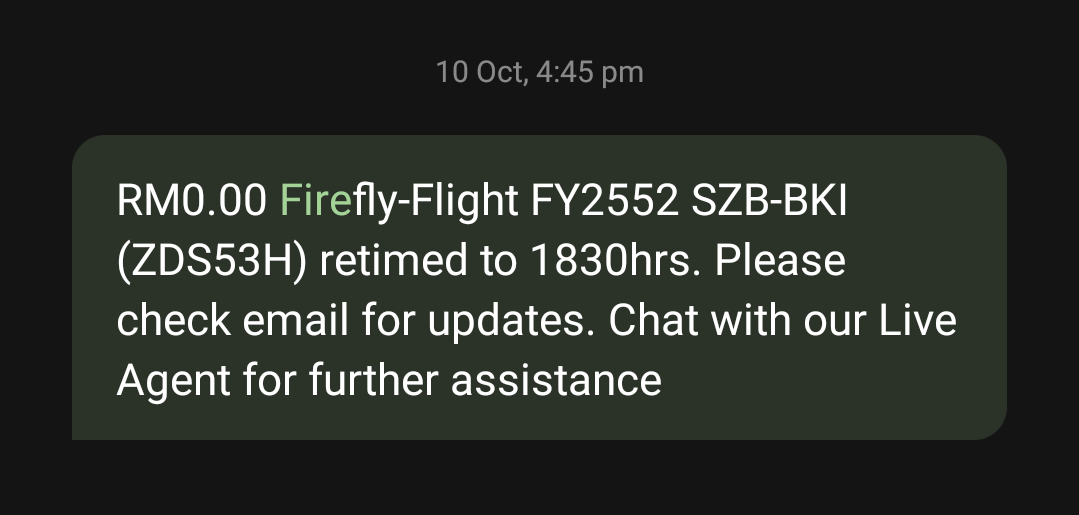 10 Oct, 4:45 pm
RM0.00 Firefly-Flight FY2552 SZB-BKI
(ZDS53H) retimed to 1830hrs. Please
check email for updates. Chat with our Live
Agent for further assistance